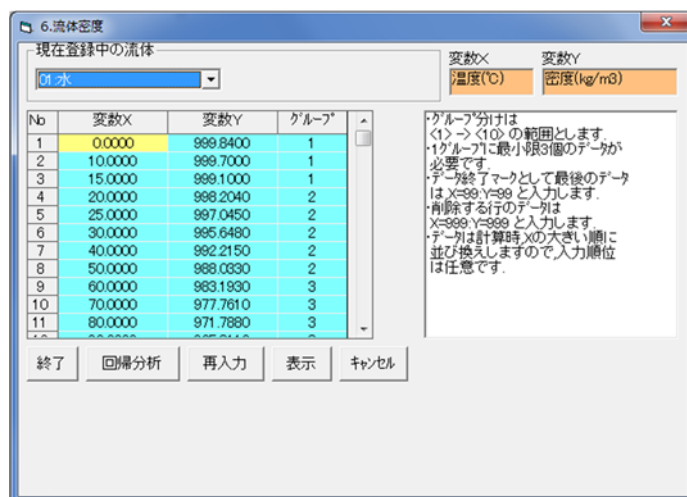 6.流体密度
現在登録中の流体
01:水
変数X 変数Y
温度(℃) 密度(kg/m3)
No 変数X 変数Y グループ
1 0.0000 999.8400 1
2 10.0000 999.7000 1
3 15.0000 999.1000 1
4 20.0000 998.2040 2
5 25.0000 997.0450 2
6 30.0000 995.6480 2
7 40.0000 992.2150 2
8 50.0000 988.0330 2
9 60.0000 983.1930 3
10 70.0000 977.7610 3
11 80.0000 971.7880 3
・グループ分けは
<1> -> <10> の範囲とします.
・1グループに最小限3個のデータが
必要です.
・データ終了マークとして最後のデータ
は X=99:Y=99 と入力します.
・削除する行のデータは
X=999:Y=999 と入力します.
・データは計算時,Xの大きい順に
並び換えしますので,入力順位
は任意です.
終了 回帰分析 再入力 表示 キャンセル